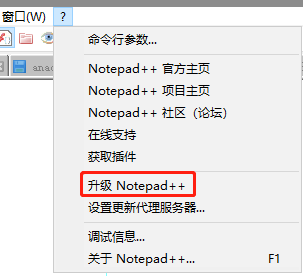 窗口(W) ?
命令行参数...
anac
Notepad++ 官方主页
Notepad++ 项目主页
Notepad++ 社区（论坛）
在线支持
获取插件
升级 Notepad++
设置更新代理服务器...
调试信息...
关于 Notepad++... F1